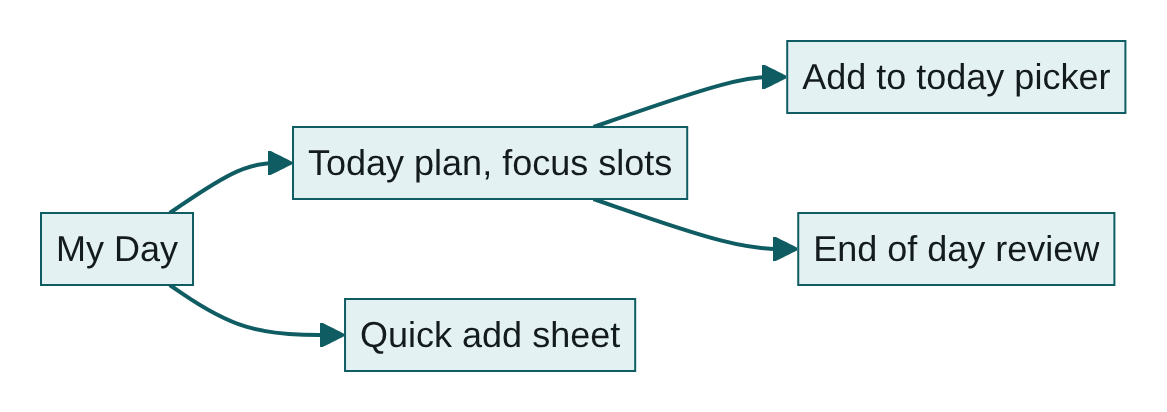 Add to today picker
Today plan, focus slots
My Day
End of day review
Quick add sheet